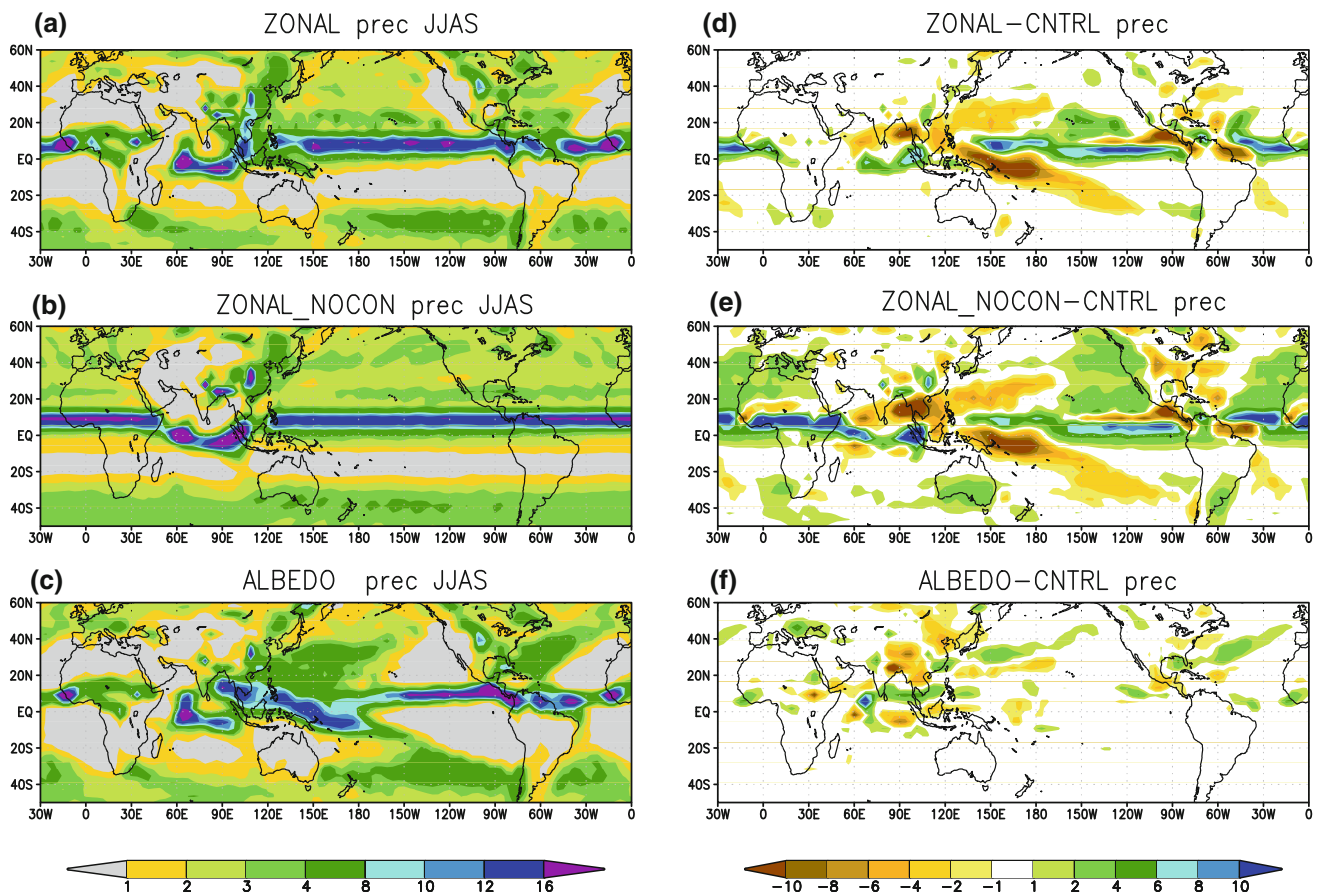 (a) ZONAL prec JJAS
60N
40N
20N
EQ
20S
40S
30W 0 30E 60E 90E 120E 150E 180 150W 120W 90W 60W 30W 0
(d) ZONAL-CNTRL prec
60N
40N
20N
EQ
20S
40S
30W 0 30E 60E 90E 120E 150E 180 150W 120W 90W 60W 30W 0
(b) ZONAL_NOCON prec JJAS
60N
40N
20N
EQ
20S
40S
30W 0 30E 60E 90E 120E 150E 180 150W 120W 90W 60W 30W 0
(e) ZONAL_NOCON-CNTRL prec
60N
40N
20N
EQ
20S
40S
30W 0 30E 60E 90E 120E 150E 180 150W 120W 90W 60W 30W 0
(c) ALBEDO prec JJAS
60N
40N
20N
EQ
20S
40S
30W 0 30E 60E 90E 120E 150E 180 150W 120W 90W 60W 30W 0
(f) ALBEDO-CNTRL prec
60N
40N
20N
EQ
20S
40S
30W 0 30E 60E 90E 120E 150E 180 150W 120W 90W 60W 30W 0
1 2 3 4 8 10 12 16
-10 -8 -6 -4 -2 -1 1 2 4 6 8 10